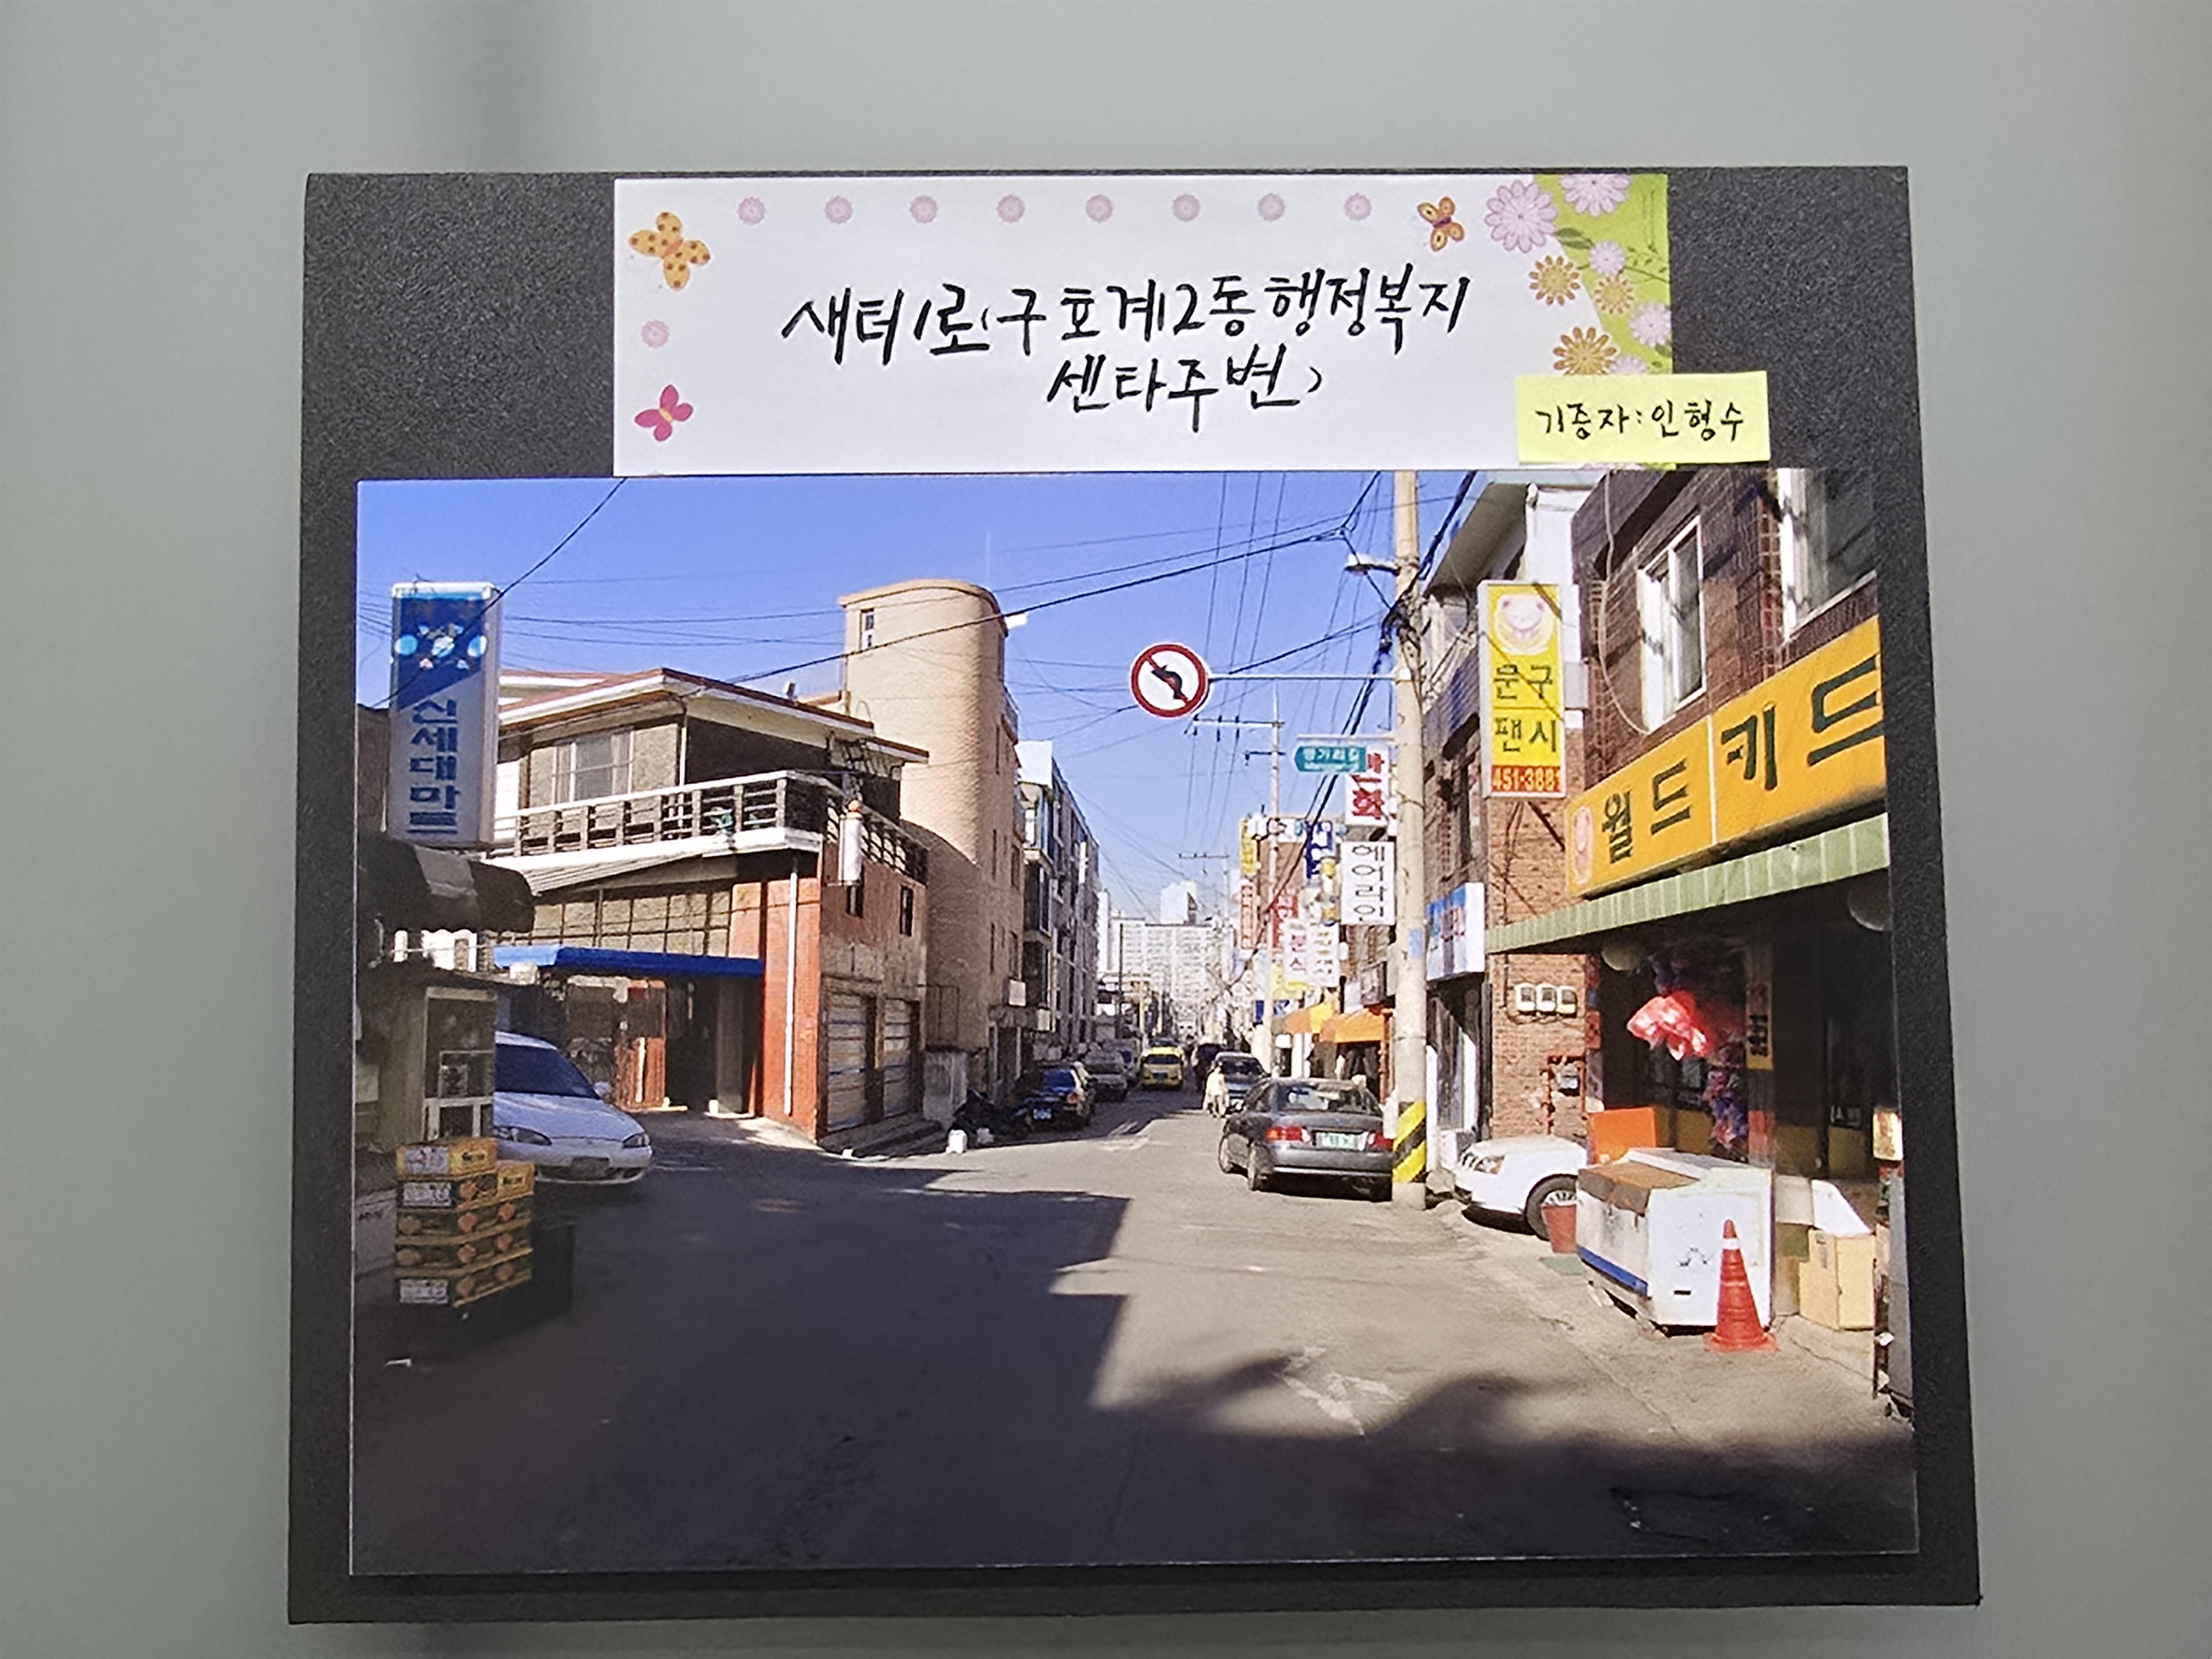 새터1로(구호계2동행정복지
센타주변)
기증자:인형수
신세대마트
문구
팬시
451-3881
월드키드
헤어라인